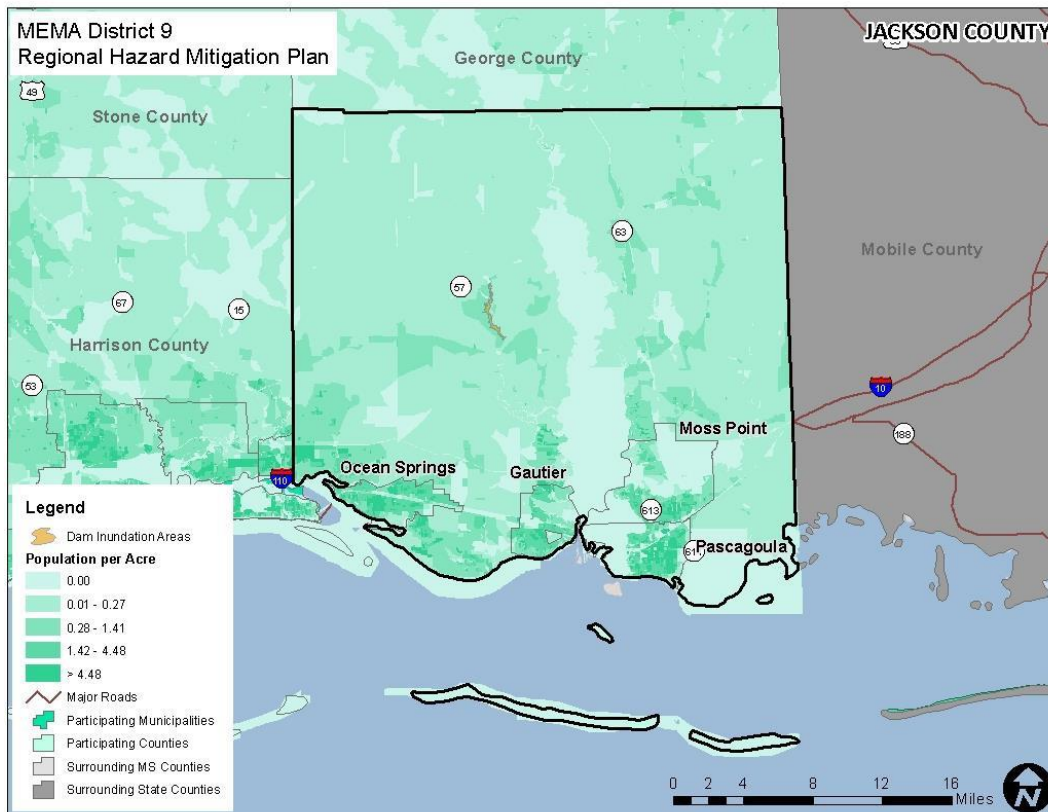 MEMA District 9
Regional Hazard Mitigation Plan
JACKSON COUNTY
George County
49
Stone County
63
Mobile County
57
67
15
Harrison County
53
10
188
Moss Point
Ocean Springs
Gautier
110
613
Pascagoula
Legend
Dam Inundation Areas
Population per Acre
0.00
0.01 - 0.27
0.28 - 1.41
1.42 - 4.48
> 4.48
Major Roads
Participating Municipalities
Participating Counties
Surrounding MS Counties
Surrounding State Counties
0 2 4 8 12 16
Miles
N